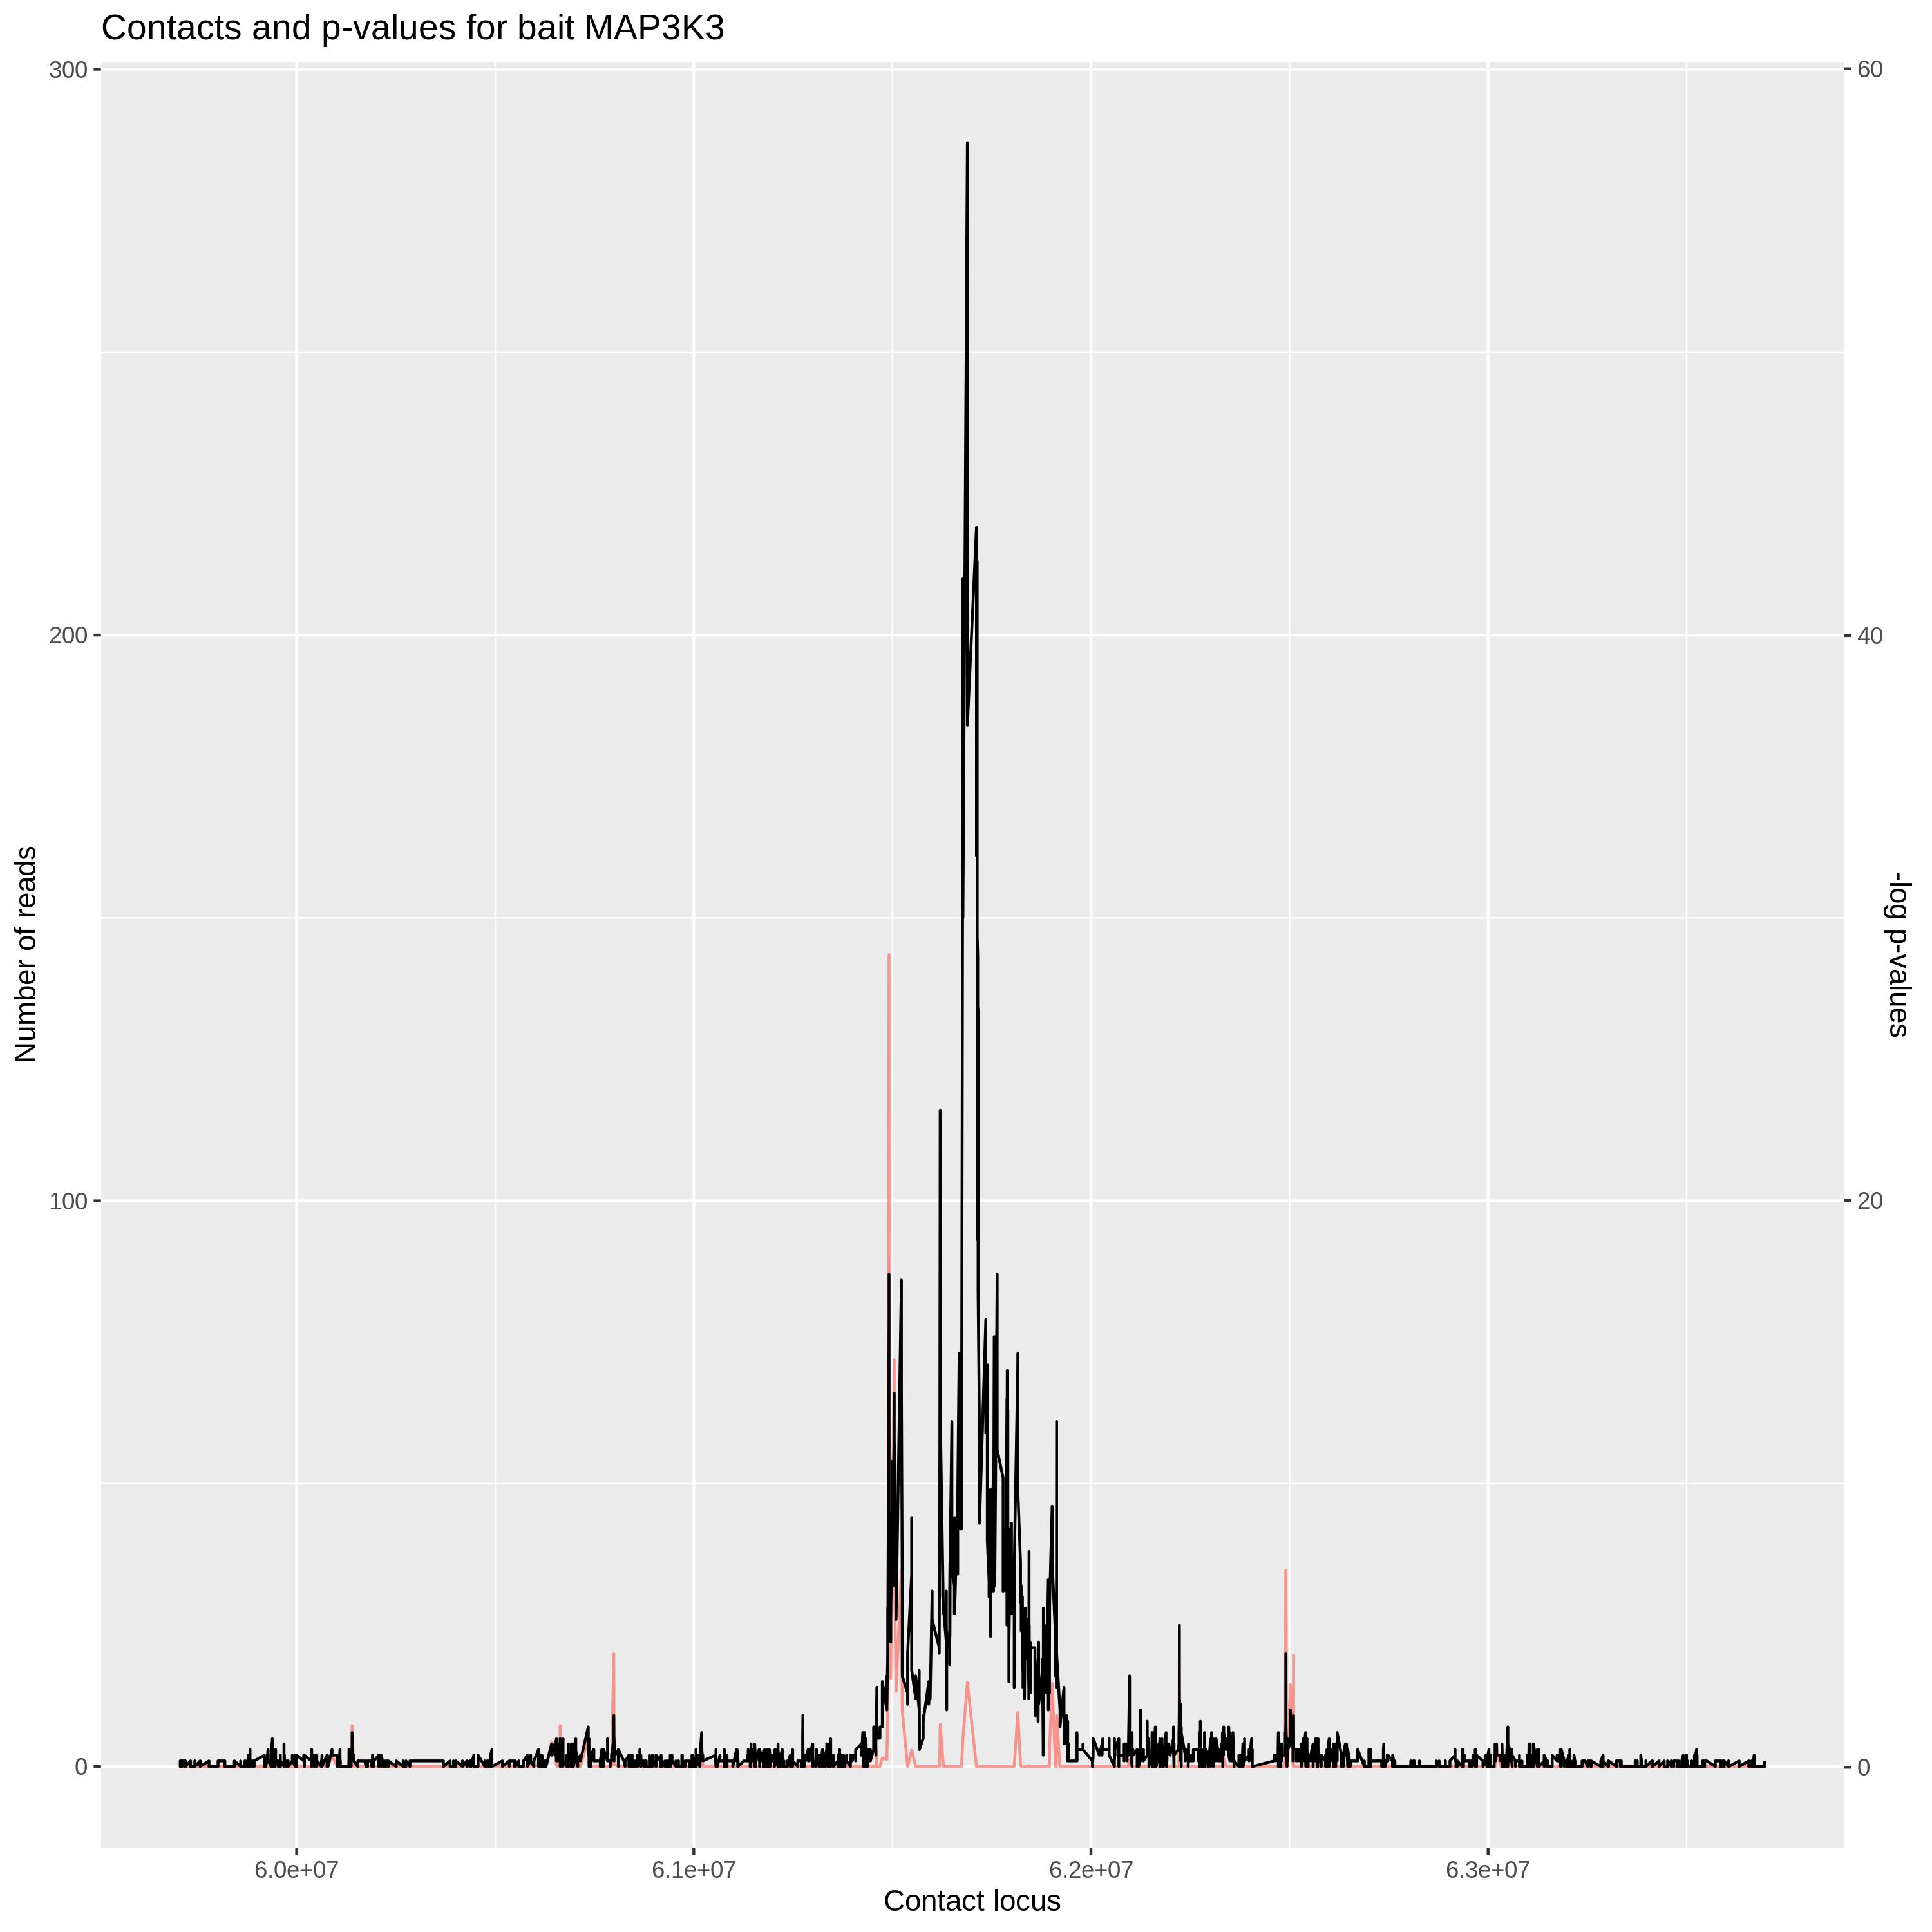 Contacts and p-values for bait MAP3K3
300
200
100
0
Number of reads
60
40
20
0
-log p-values
6.0e+07
6.1e+07
6.2e+07
6.3e+07
Contact locus